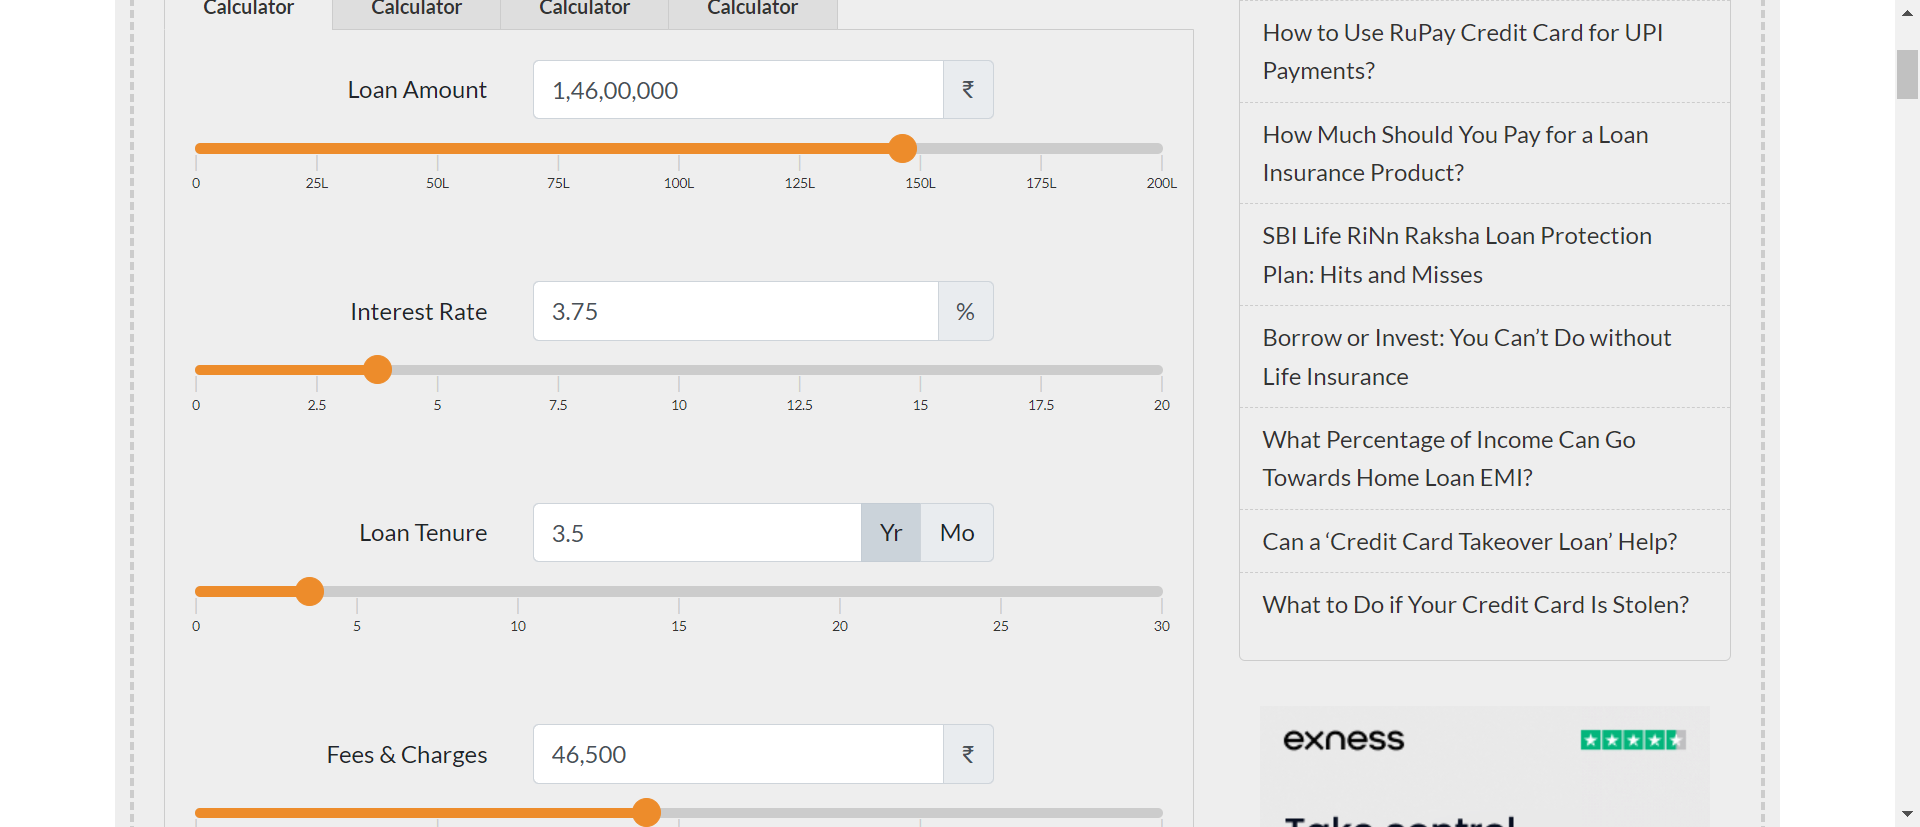 Calculator
Calculator
Calculator
Calculator
Loan Amount
1,46,00,000
₹
0
25L
50L
75L
100L
125L
150L
175L
200L
Interest Rate
3.75
%
0
2.5
5
7.5
10
12.5
15
17.5
20
Loan Tenure
3.5
Yr
Mo
0
5
10
15
20
25
30
Fees & Charges
46,500
₹
How to Use RuPay Credit Card for UPI
Payments?
How Much Should You Pay for a Loan
Insurance Product?
SBI Life RiNn Raksha Loan Protection
Plan: Hits and Misses
Borrow or Invest: You Can’t Do without
Life Insurance
What Percentage of Income Can Go
Towards Home Loan EMI?
Can a ‘Credit Card Takeover Loan’ Help?
What to Do if Your Credit Card Is Stolen?
exness
Take control